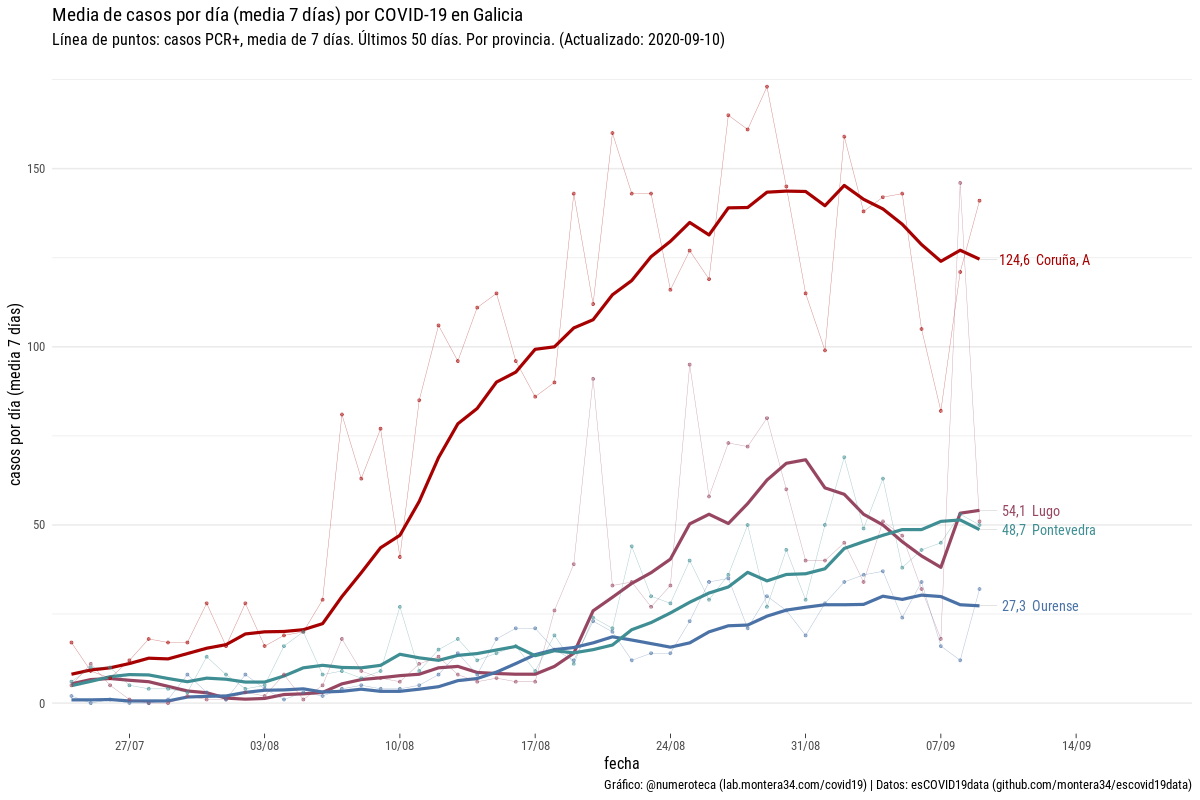 Media de casos por día (media 7 días) por COVID-19 en Galicia
Línea de puntos: casos PCR+, media de 7 días. Últimos 50 días. Por provincia. (Actualizado: 2020-09-10)
casos por día (media 7 días)
150
100
50
0
124,6 Coruña, A
54,1 Lugo
48,7 Pontevedra
27,3 Ourense
27/07
03/08
10/08
17/08
24/08
31/08
07/09
14/09
fecha
Gráfico: @numeroteca (lab.montera34.com/covid19) | Datos: esCOVID19data (github.com/montera34/escovid19data)